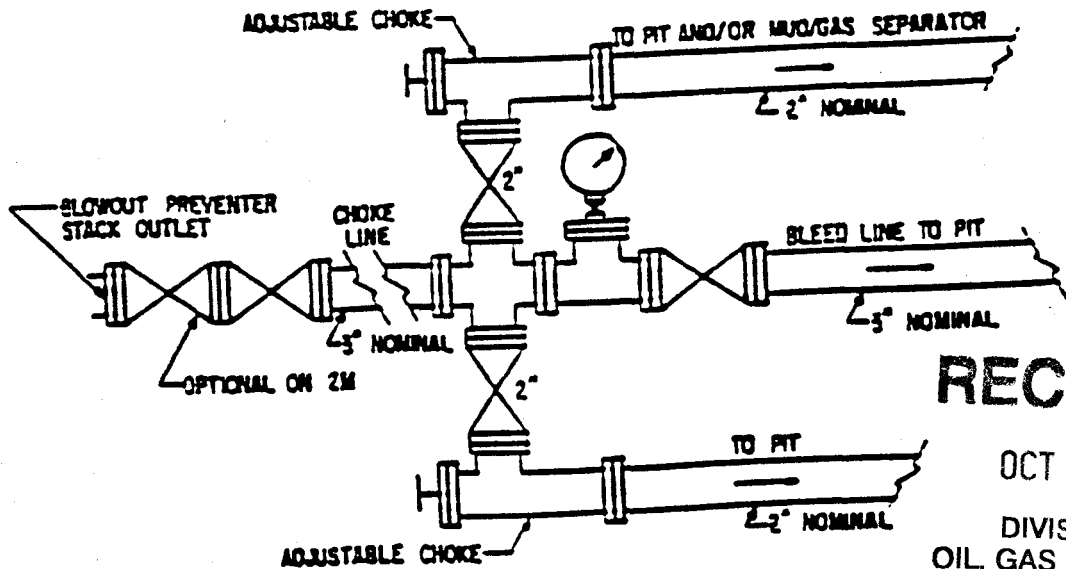 ADJUSTABLE CHOKE
TO PIT AND/OR MUD/GAS SEPARATOR
2" NOMINAL
2"
BLOWOUT PREVENTER
STACK OUTLET
CHOKE
LINE
BLEED LINE TO PIT
3" NOMINAL
3" NOMINAL
OPTIONAL ON 2M
2"
REC
TO PIT
OCT
2" NOMINAL
DIVIS
OIL, GAS
ADJUSTABLE CHOKE